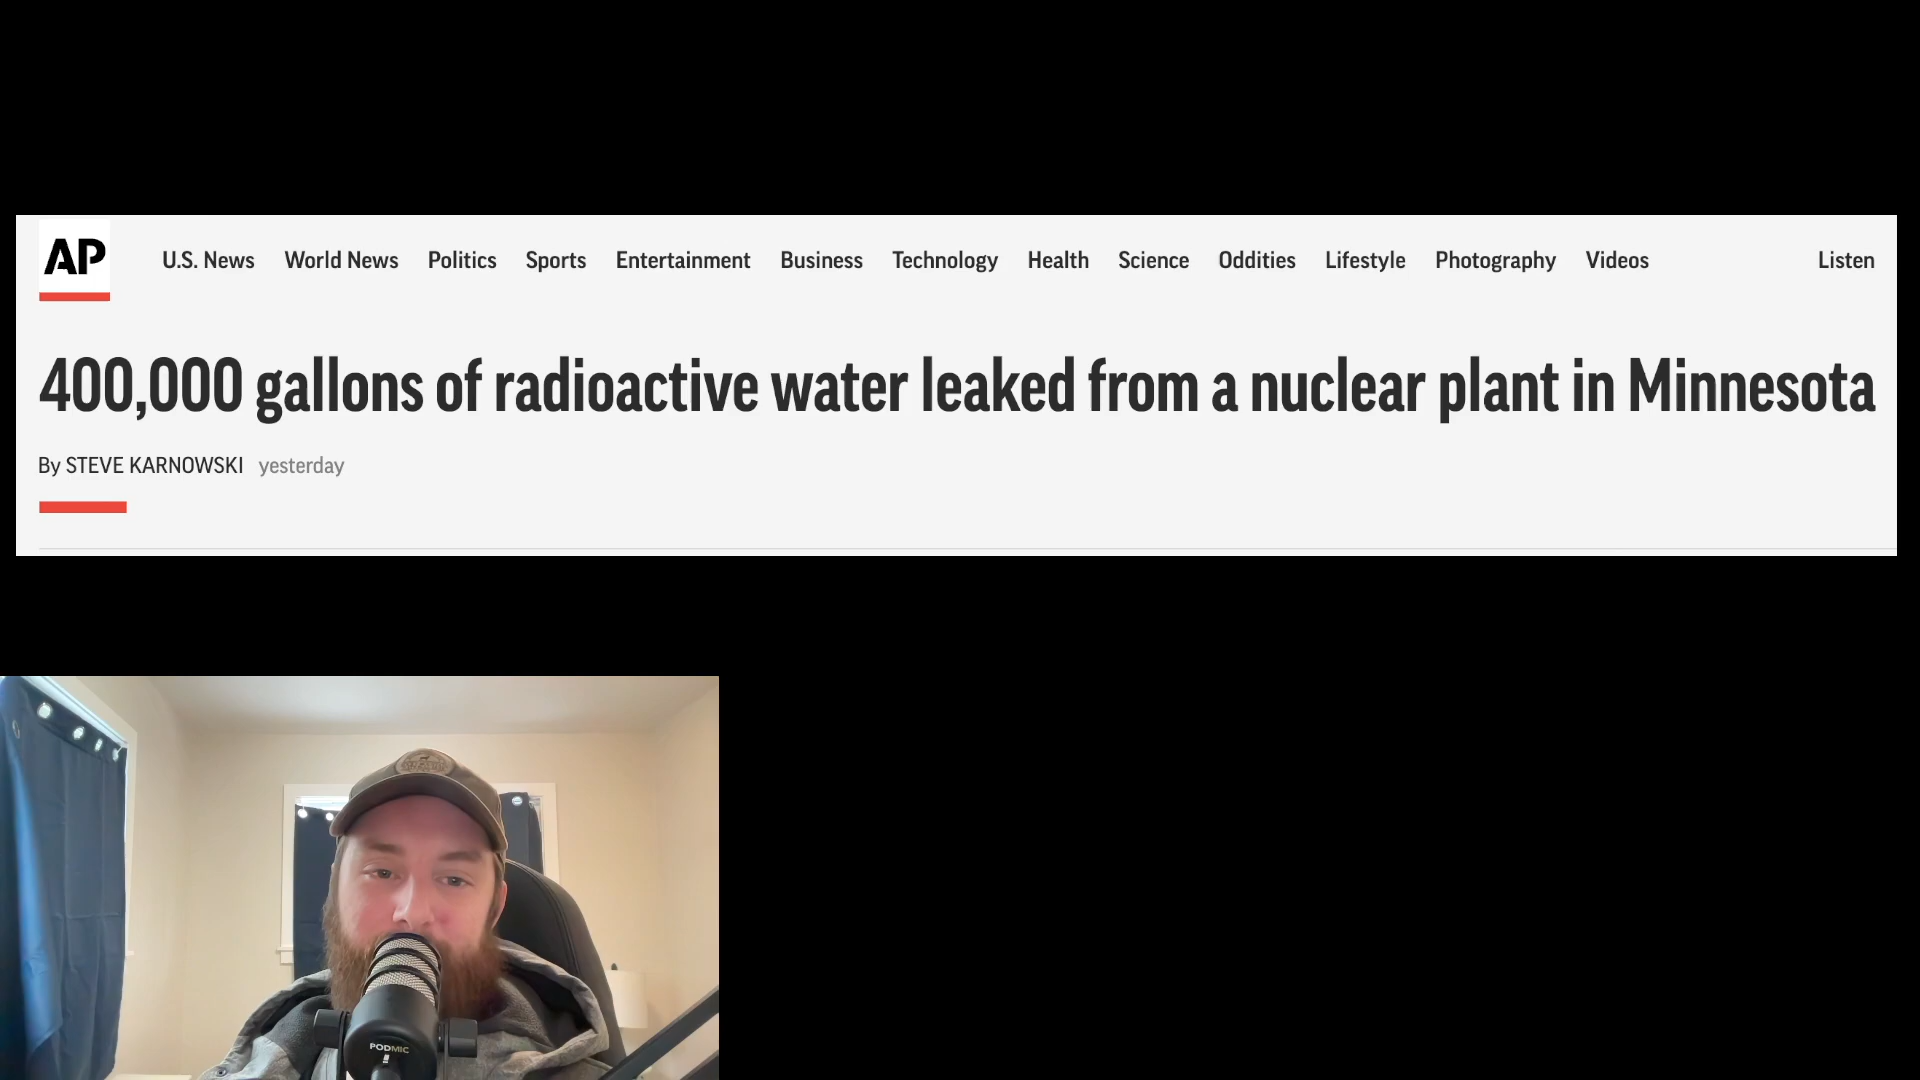 AP U.S. News World News Politics Sports Entertainment Business Technology Health Science Oddities Lifestyle Photography Videos Listen
400,000 gallons of radioactive water leaked from a nuclear plant in Minnesota
By STEVE KARNOWSKI yesterday
PODMIC